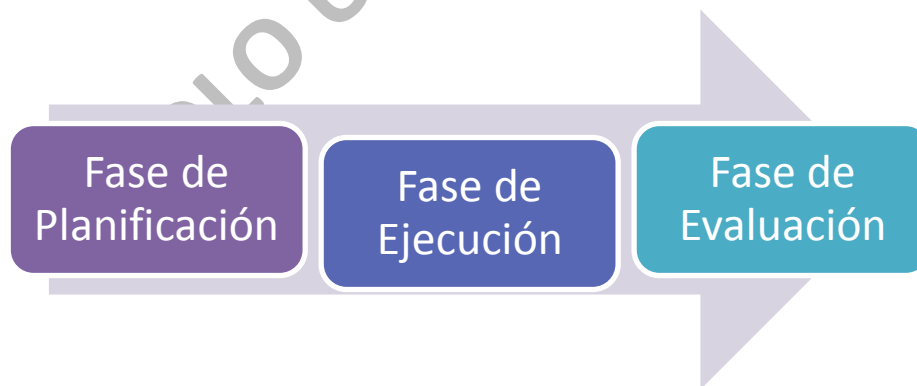 Fase de
Planificación
Fase de
Ejecución
Fase de
Evaluación